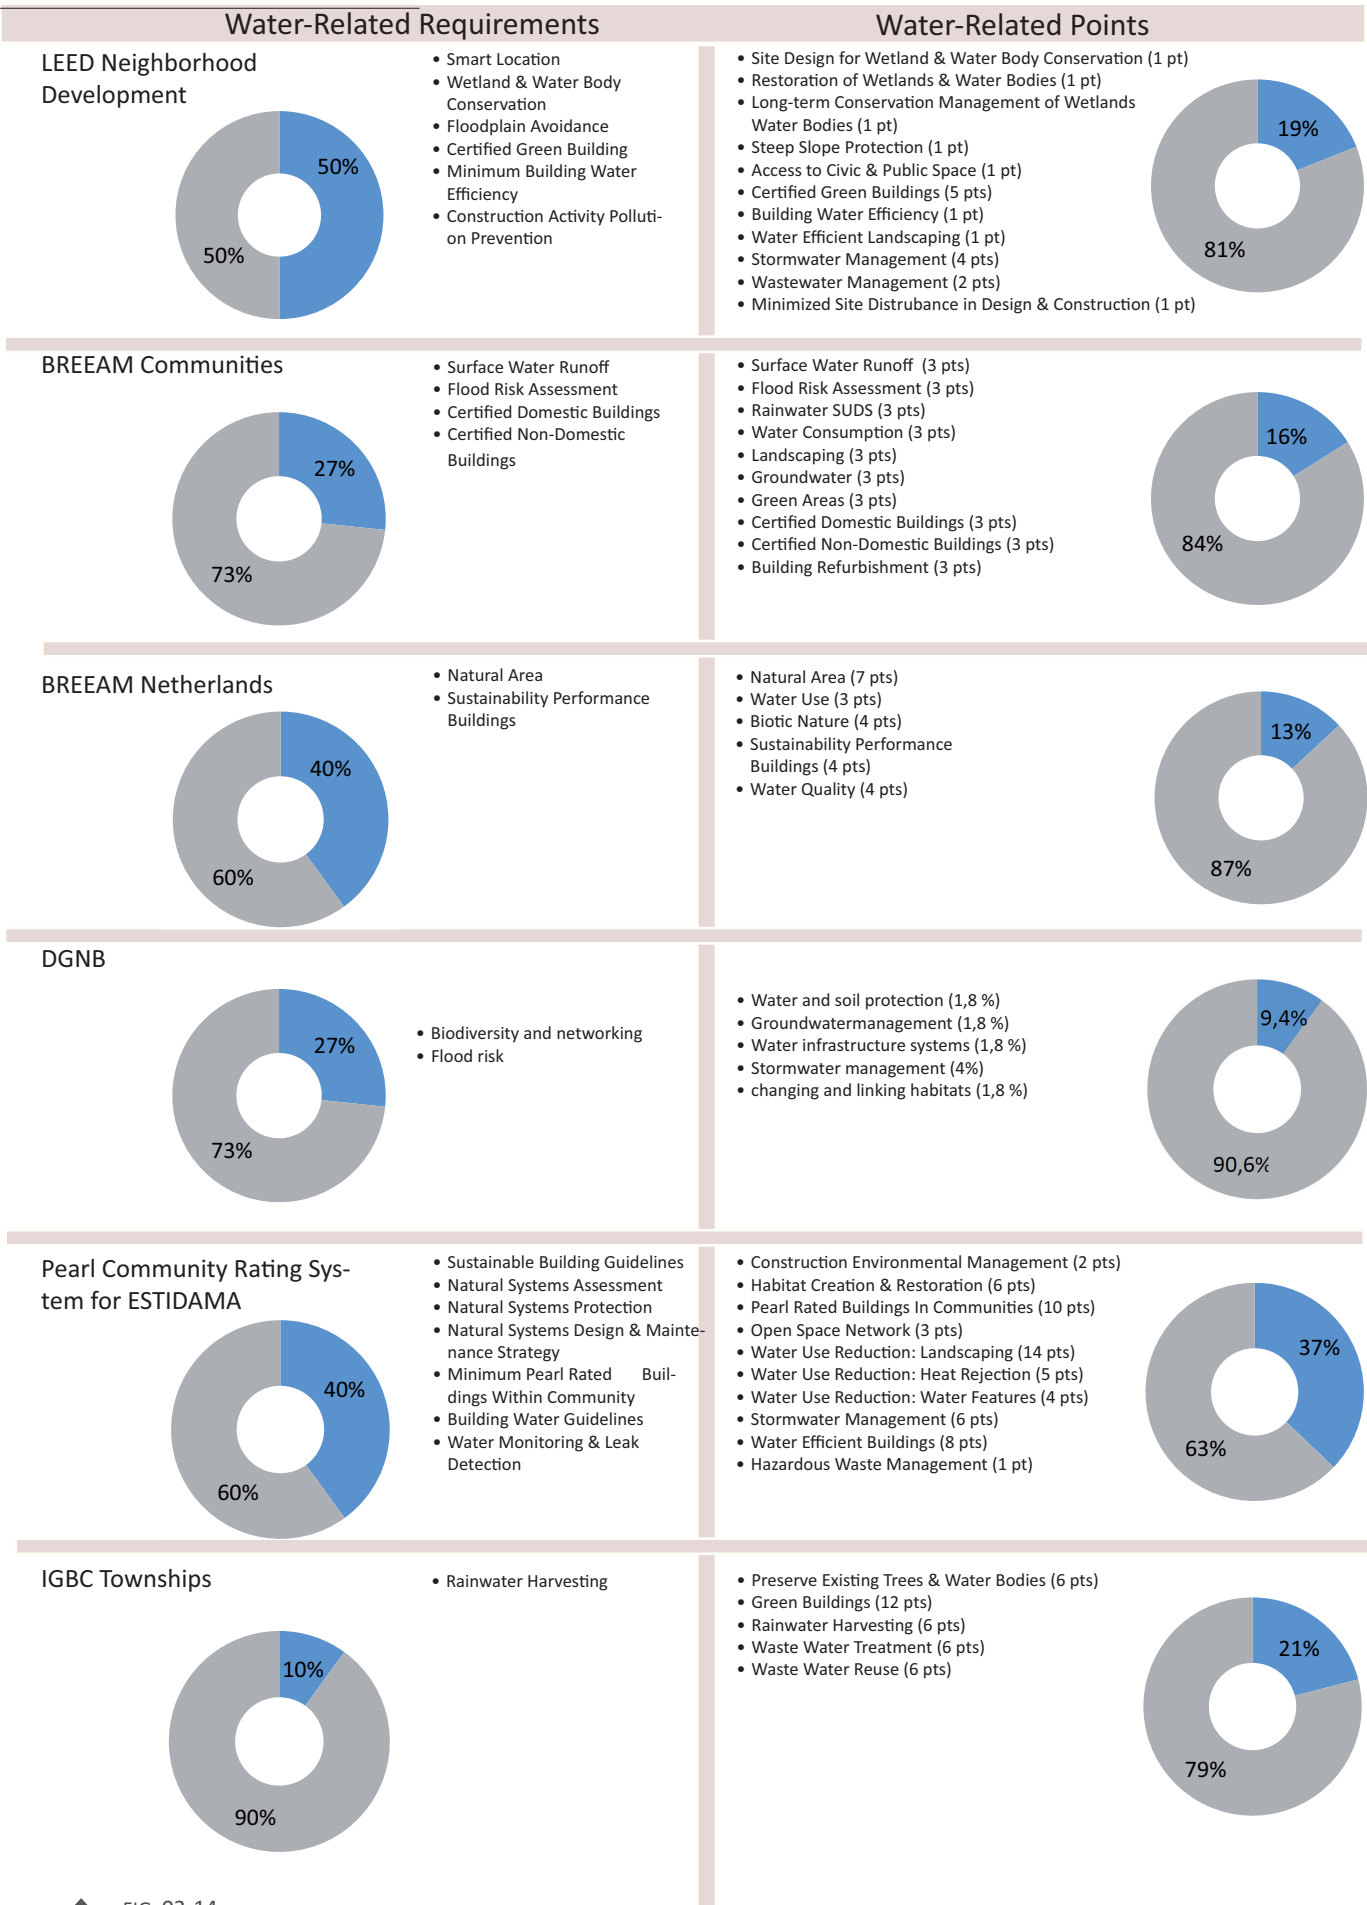 Water-Related Requirements
Water-Related Points
LEED Neighborhood
Development
50%
50%
• Smart Location
• Wetland & Water Body
Conservation
• Floodplain Avoidance
• Certified Green Building
• Minimum Building Water
Efficiency
• Construction Activity Polluti-
on Prevention
• Site Design for Wetland & Water Body Conservation (1 pt)
• Restoration of Wetlands & Water Bodies (1 pt)
• Long-term Conservation Management of Wetlands
Water Bodies (1 pt)
• Steep Slope Protection (1 pt)
• Access to Civic & Public Space (1 pt)
• Certified Green Buildings (5 pts)
• Building Water Efficiency (1 pt)
• Water Efficient Landscaping (1 pt)
• Stormwater Management (4 pts)
• Wastewater Management (2 pts)
• Minimized Site Distrubance in Design & Construction (1 pt)
19%
81%
BREEAM Communities
27%
73%
• Surface Water Runoff
• Flood Risk Assessment
• Certified Domestic Buildings
• Certified Non-Domestic
Buildings
• Surface Water Runoff (3 pts)
• Flood Risk Assessment (3 pts)
• Rainwater SUDS (3 pts)
• Water Consumption (3 pts)
• Landscaping (3 pts)
• Groundwater (3 pts)
• Green Areas (3 pts)
• Certified Domestic Buildings (3 pts)
• Certified Non-Domestic Buildings (3 pts)
• Building Refurbishment (3 pts)
16%
84%
BREEAM Netherlands
40%
60%
• Natural Area
• Sustainability Performance
Buildings
• Natural Area (7 pts)
• Water Use (3 pts)
• Biotic Nature (4 pts)
• Sustainability Performance
Buildings (4 pts)
• Water Quality (4 pts)
13%
87%
DGNB
27%
73%
• Biodiversity and networking
• Flood risk
• Water and soil protection (1,8 %)
• Groundwatermanagement (1,8 %)
• Water infrastructure systems (1,8 %)
• Stormwater management (4%)
• changing and linking habitats (1,8 %)
9,4%
90,6%
Pearl Community Rating Sys-
tem for ESTIDAMA
40%
60%
• Sustainable Building Guidelines
• Natural Systems Assessment
• Natural Systems Protection
• Natural Systems Design & Mainte-
nance Strategy
• Minimum Pearl Rated Buil-
dings Within Community
• Building Water Guidelines
• Water Monitoring & Leak
Detection
• Construction Environmental Management (2 pts)
• Habitat Creation & Restoration (6 pts)
• Pearl Rated Buildings In Communities (10 pts)
• Open Space Network (3 pts)
• Water Use Reduction: Landscaping (14 pts)
• Water Use Reduction: Heat Rejection (5 pts)
• Water Use Reduction: Water Features (4 pts)
• Stormwater Management (6 pts)
• Water Efficient Buildings (8 pts)
• Hazardous Waste Management (1 pt)
37%
63%
IGBC Townships
10%
90%
• Rainwater Harvesting
• Preserve Existing Trees & Water Bodies (6 pts)
• Green Buildings (12 pts)
• Rainwater Harvesting (6 pts)
• Waste Water Treatment (6 pts)
• Waste Water Reuse (6 pts)
21%
79%